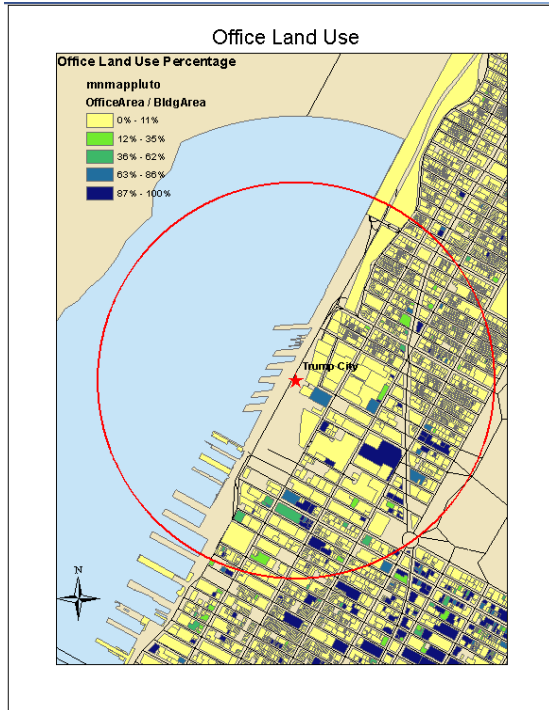 Office Land Use
Office Land Use Percentage
mnmappluto
OfficeArea / BldgArea
0% - 11%
12% - 35%
36% - 62%
63% - 86%
87% - 100%
Trump City
N